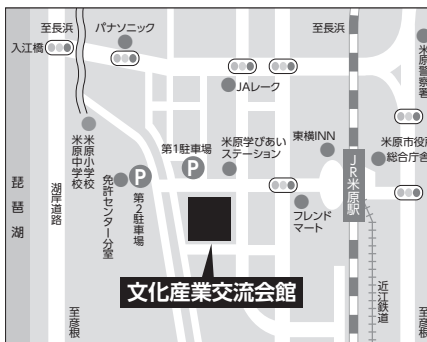 至長浜
パナソニック
至長浜
入江橋
米原警察署
JAレーク
米原小学校
米原中学校
第1駐車場
米原学びあい
ステーション
東横INN
米原市役所
総合庁舎
P
P
免許センター分室
第2駐車場
JR米原駅
琵琶湖
湖岸道路
フレンド
マート
文化産業交流会館
近江鉄道
至彦根
至彦根